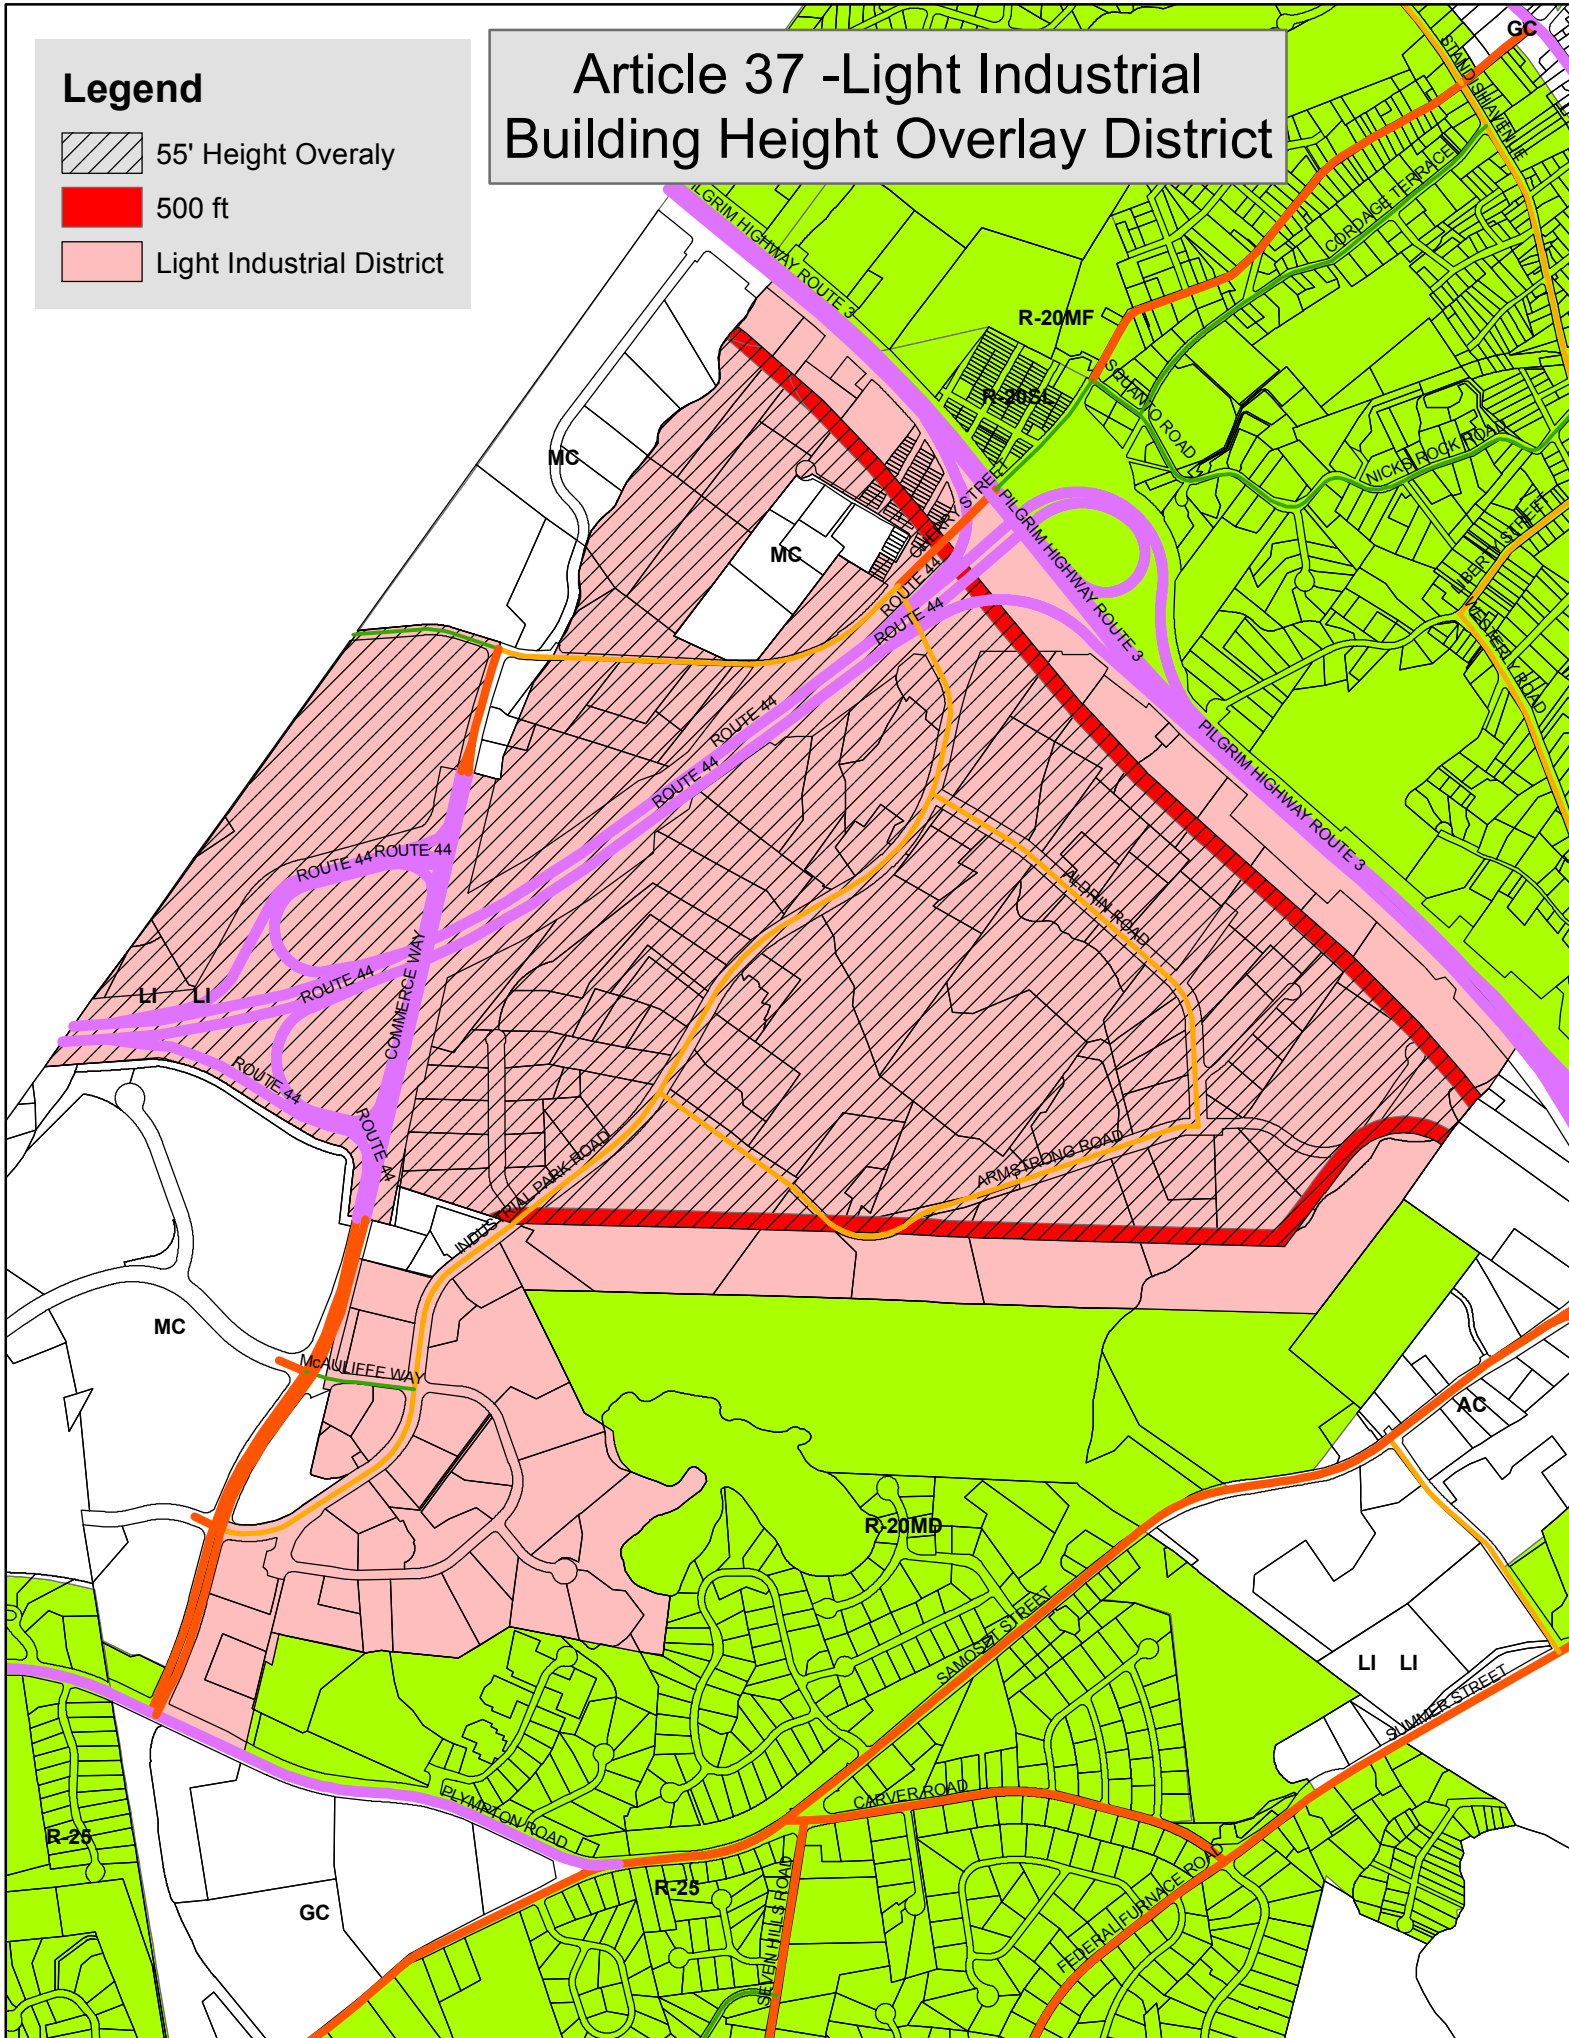 Article 37 -Light Industrial
Building Height Overlay District
Legend
55' Height Overaly
500 ft
Light Industrial District
GC
STANDISH AVENUE
CORDAGE TERRACE
PILGRIM HIGHWAY ROUTE 3
R-20MF
SQUANTO ROAD
R-20SL
NICKS ROCK ROAD
MC
MC
CHERRY STREET
PILGRIM HIGHWAY ROUTE 3
LIBERTY STREET
WESTERLY ROAD
ROUTE 44
ROUTE 44
ROUTE 44
ROUTE 44
PILGRIM HIGHWAY ROUTE 3
ROUTE 44
ROUTE 44
ALDRIN ROAD
COMMERCE WAY
LI
LI
ROUTE 44
ROUTE 44
ROUTE 44
INDUSTRIAL PARK ROAD
ARMSTRONG ROAD
MC
McAULIFFE WAY
AC
R-20MD
SAMOSET STREET
LI
LI
SUMMER STREET
PLYMPTON ROAD
CARVER ROAD
R-25
R-25
SEVEN HILLS ROAD
FEDERAL FURNACE ROAD
GC